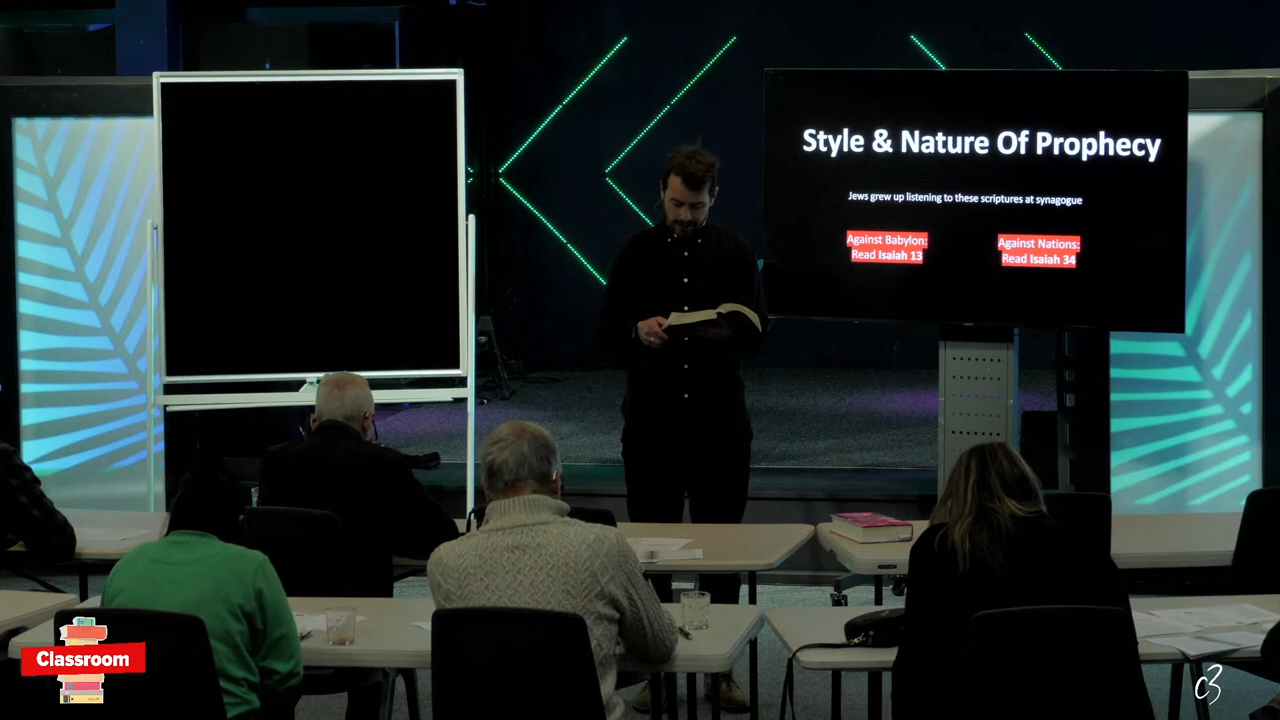 Style & Nature Of Prophecy
Jews grew up listening to these scriptures at synagogue
Against Babylon:
Read Isaiah 13
Against Nations:
Read Isaiah 34
Classroom
c3